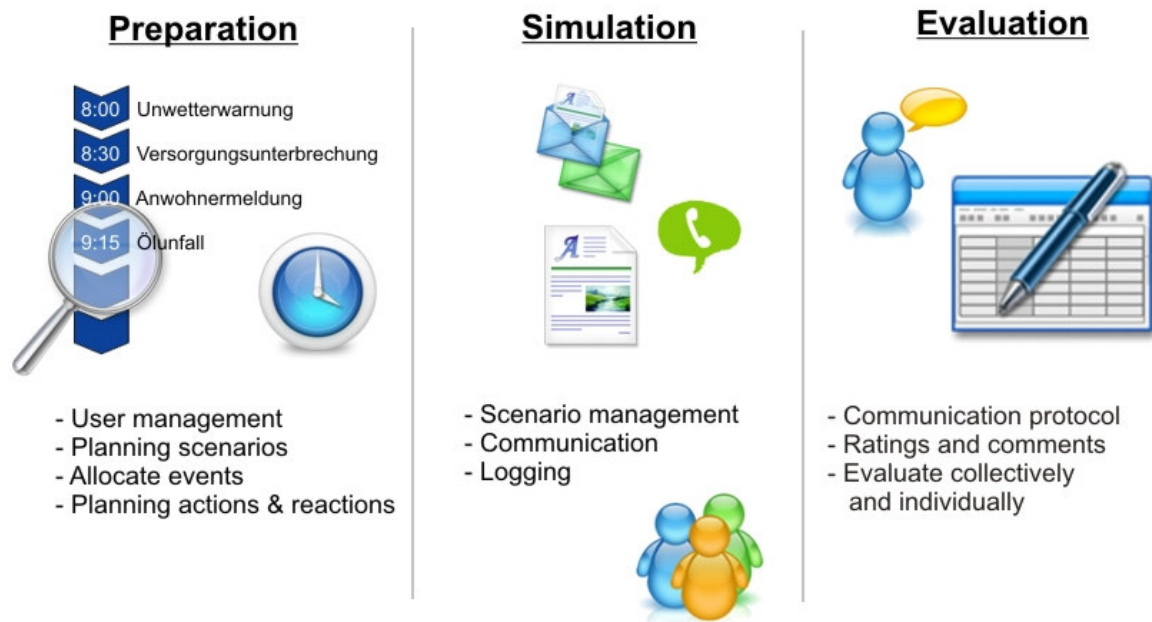 Preparation
8:00 Unwetterwarnung
8:30 Versorgungsunterbrechung
9:00 Anwohnermeldung
9:15 Ölunfall
- User management
- Planning scenarios
- Allocate events
- Planning actions & reactions
Simulation
A
A
- Scenario management
- Communication
- Logging
Evaluation
- Communication protocol
- Ratings and comments
- Evaluate collectively
and individually